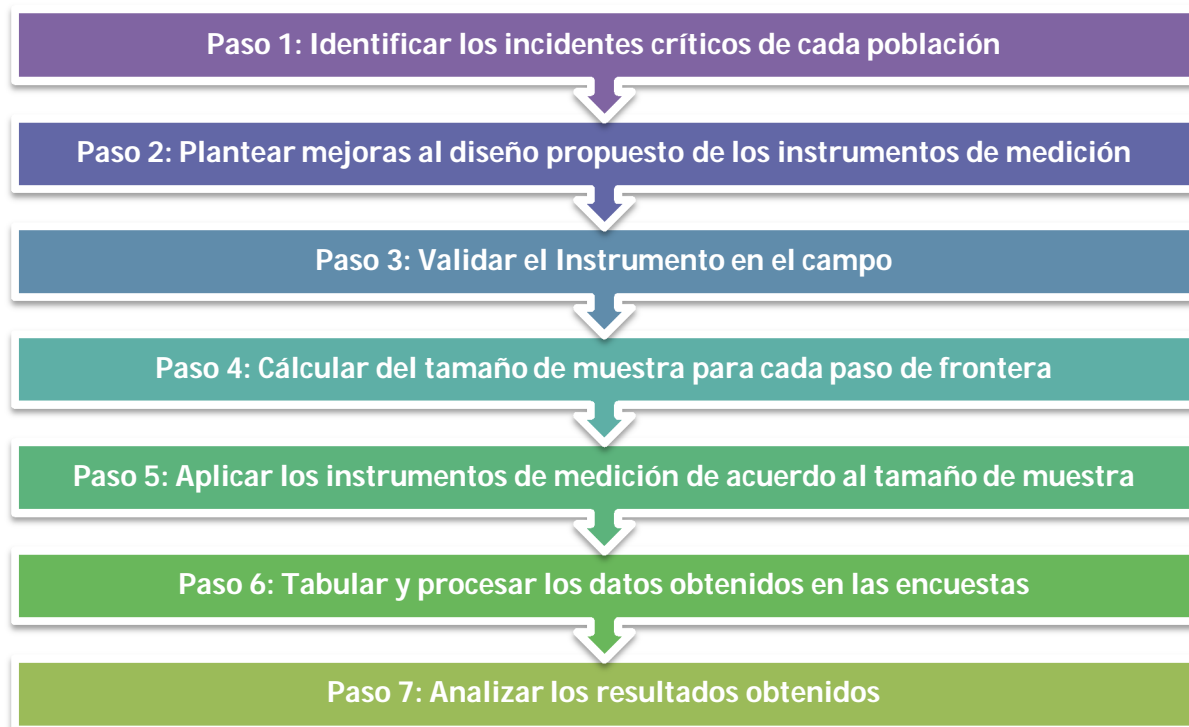 Paso 1: Identificar los incidentes críticos de cada población
Paso 2: Plantear mejoras al diseño propuesto de los instrumentos de medición
Paso 3: Validar el Instrumento en el campo
Paso 4: Cálcular del tamaño de muestra para cada paso de frontera
Paso 5: Aplicar los instrumentos de medición de acuerdo al tamaño de muestra
Paso 6: Tabular y procesar los datos obtenidos en las encuestas
Paso 7: Analizar los resultados obtenidos